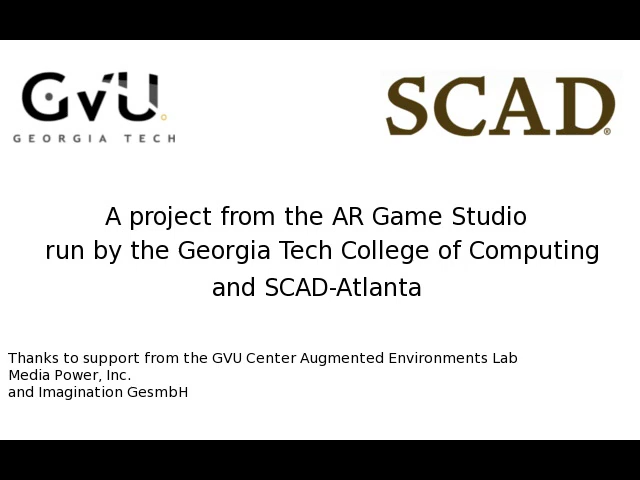 GVU
GEORGIA TECH
SCAD®
A project from the AR Game Studio
run by the Georgia Tech College of Computing
and SCAD-Atlanta
Thanks to support from the GVU Center Augmented Environments Lab
Media Power, Inc.
and Imagination GesmbH